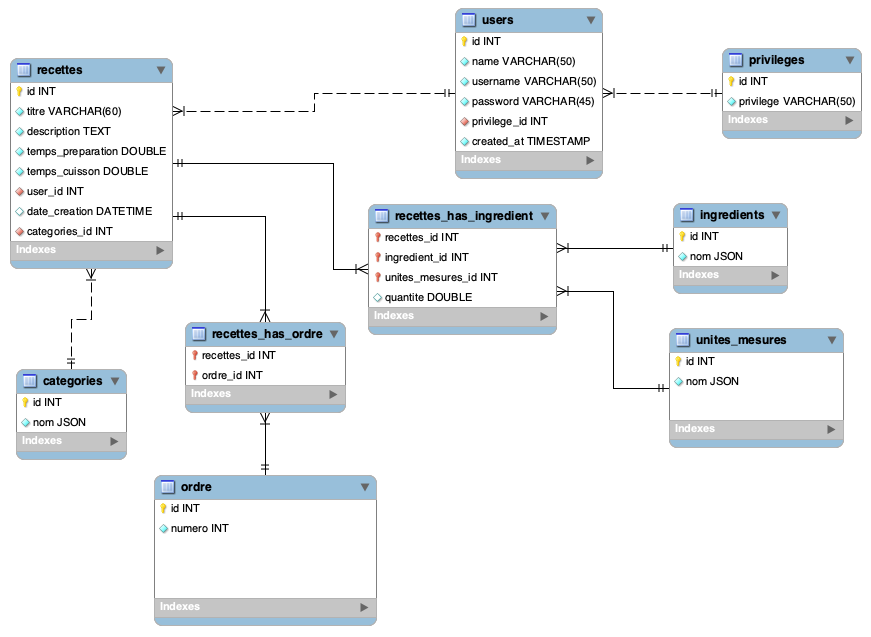 users
id INT
name VARCHAR(50)
username VARCHAR(50)
password VARCHAR(45)
privilege_id INT
created_at TIMESTAMP
Indexes
privileges
id INT
privilege VARCHAR(50)
Indexes
recettes
id INT
titre VARCHAR(60)
description TEXT
temps_preparation DOUBLE
temps_cuisson DOUBLE
user_id INT
date_creation DATETIME
categories_id INT
Indexes
recettes_has_ingredient
recettes_id INT
ingredient_id INT
unites_mesures_id INT
quantite DOUBLE
Indexes
ingredients
id INT
nom JSON
Indexes
recettes_has_ordre
recettes_id INT
ordre_id INT
Indexes
unites_mesures
id INT
nom JSON
Indexes
categories
id INT
nom JSON
Indexes
ordre
id INT
numero INT
Indexes